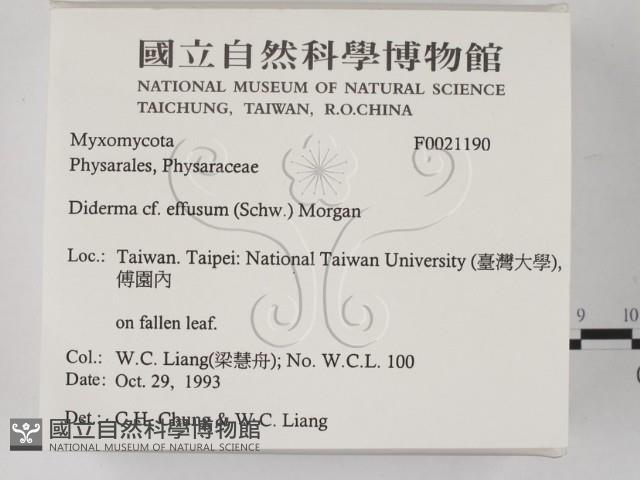 國立自然科學博物館
NATIONAL MUSEUM OF NATURAL SCIENCE
TAICHUNG, TAIWAN, R.O.CHINA
Myxomycota F0021190
Physarales, Physaraceae
Diderma cf. effusum (Schw.) Morgan
Loc.: Taiwan. Taipei: National Taiwan University (臺灣大學),
傅園內
on fallen leaf.
Col.: W.C. Liang(梁慧舟); No. W.C.L. 100
Date: Oct. 29, 1993
Det : C.H. Chung & W.C. Liang
國立自然科學博物館
NATIONAL MUSEUM OF NATURAL SCIENCE
9 10